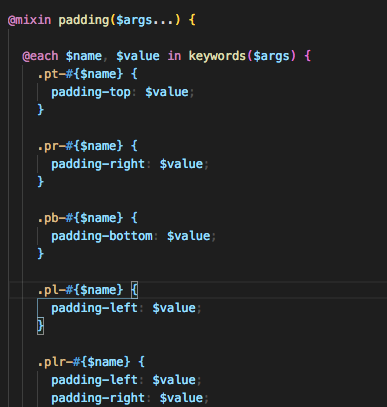 @mixin padding($args...) {
@each $name, $value in keywords($args) {
.pt-#{$name} {
padding-top: $value;
}
.pr-#{$name} {
padding-right: $value;
}
.pb-#{$name} {
padding-bottom: $value;
}
.pl-#{$name} {
padding-left: $value;
}
.plr-#{$name} {
padding-left: $value;
padding-right: $value;